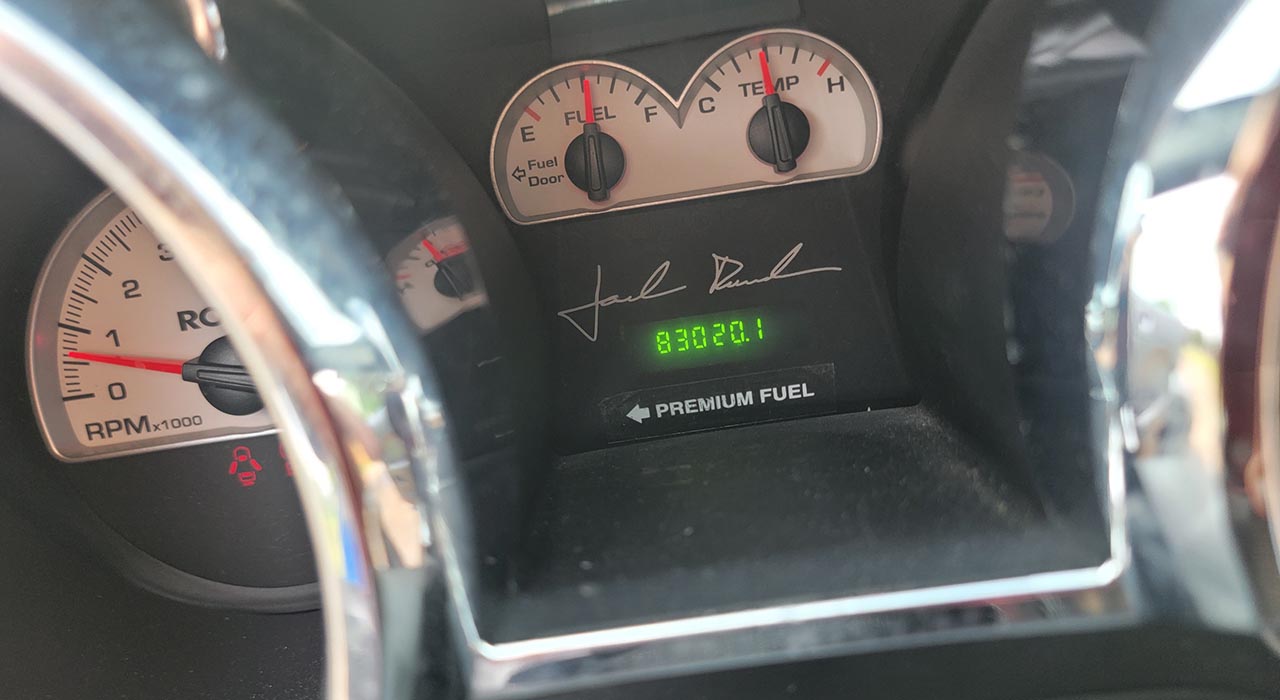 E FUEL F
Fuel
Door
C TEMP H
3
2
1
0
RPMx1000
83020.1
PREMIUM FUEL